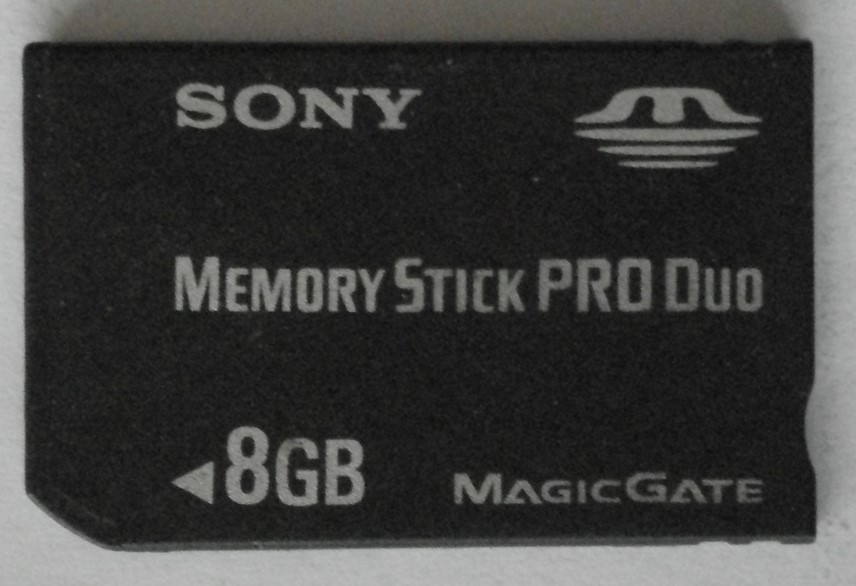 SONY
MEMORY STICK PRO DUO
8GB
MAGICGATE